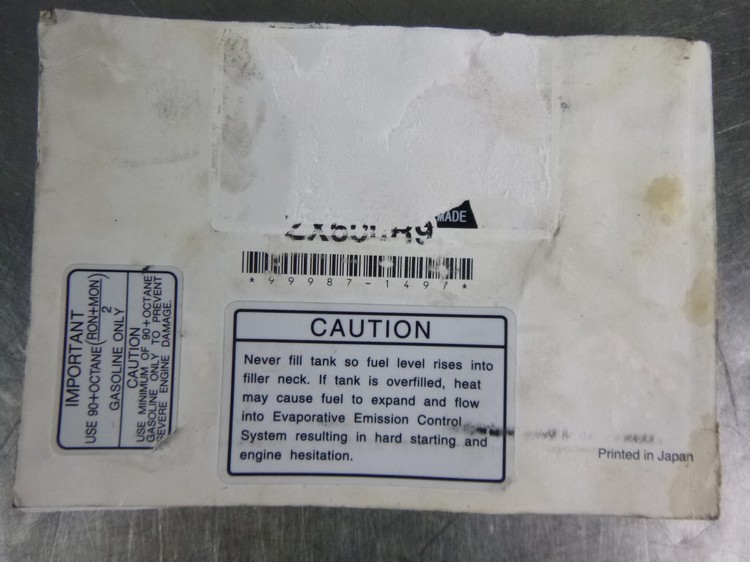 MADE
*99987-1497*
IMPORTANT
USE 90+OCTANE (RON+MON)
2
GASOLINE ONLY
CAUTION
USE MINIMUM OF 90+OCTANE
GASOLINE ONLY TO PREVENT
SEVERE ENGINE DAMAGE.
CAUTION
Never fill tank so fuel level rises into
filler neck. If tank is overfilled, heat
may cause fuel to expand and flow
into Evaporative Emission Control
System resulting in hard starting and
engine hesitation.
Printed in Japan